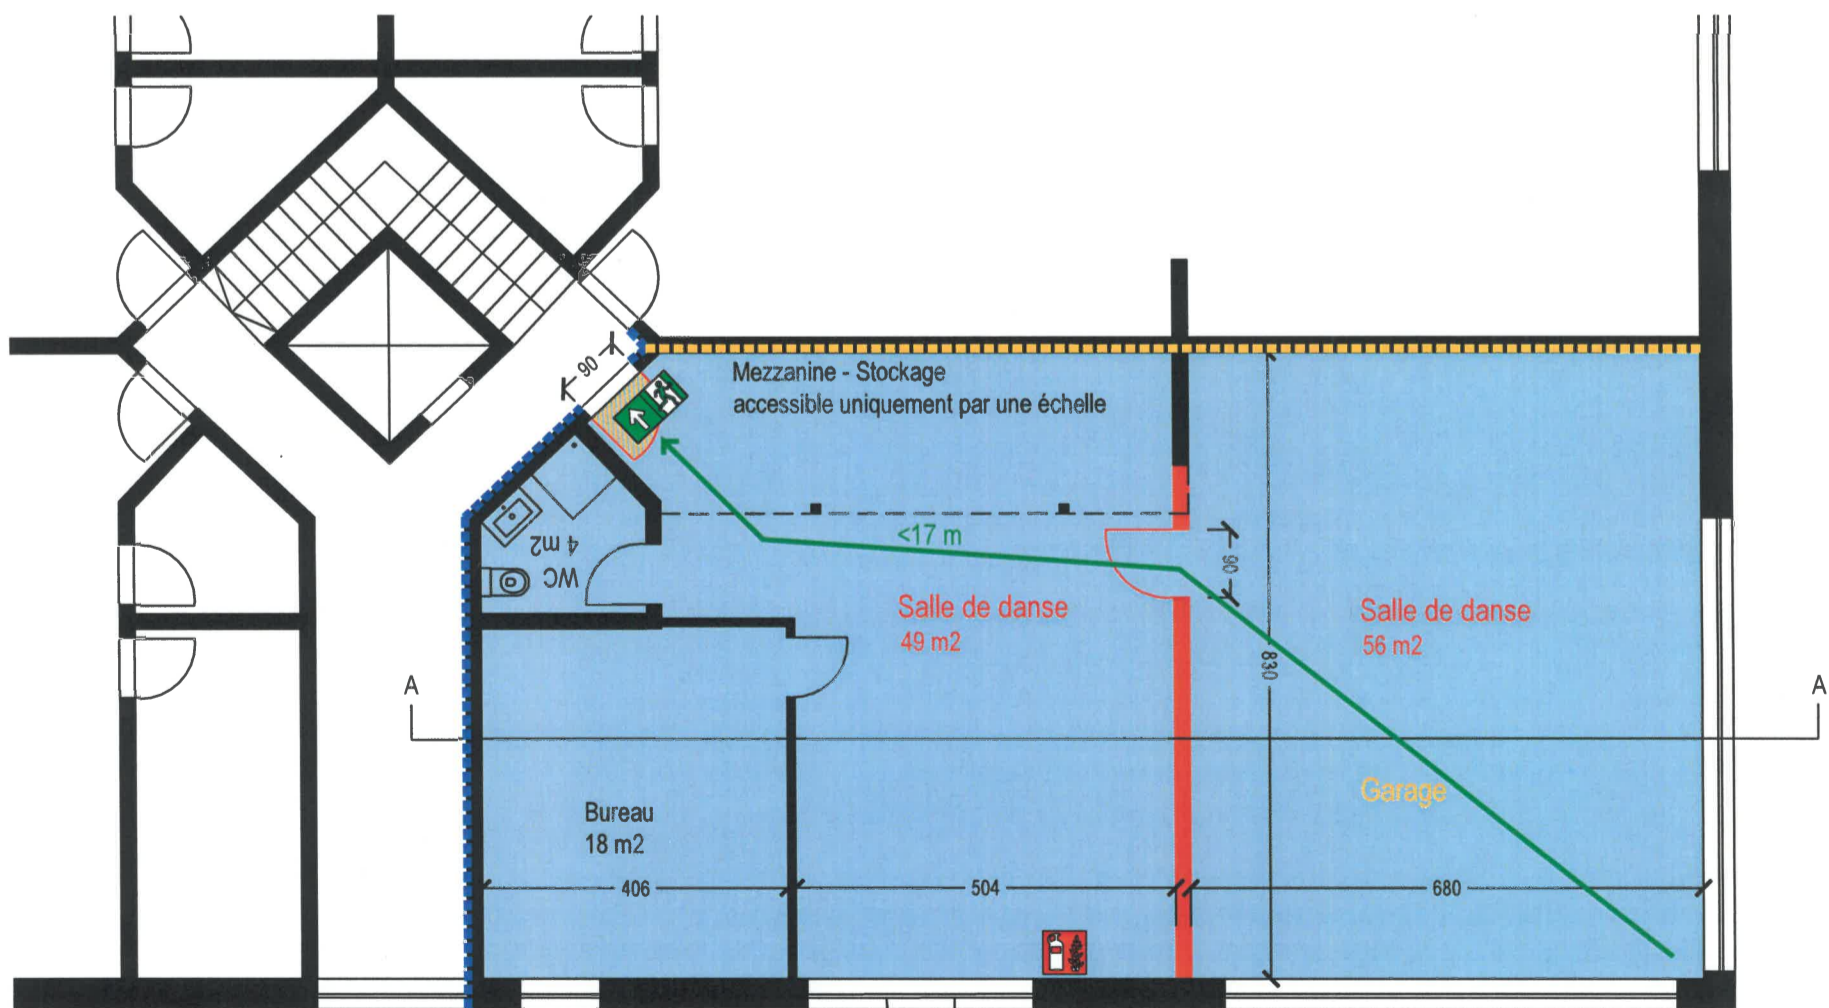 90
Mezzanine - Stockage
accessible uniquement par une échelle
<17 m
WC
4 m2
90
Salle de danse
49 m2
Salle de danse
56 m2
830
A
A
Garage
Bureau
18 m2
406
504
680